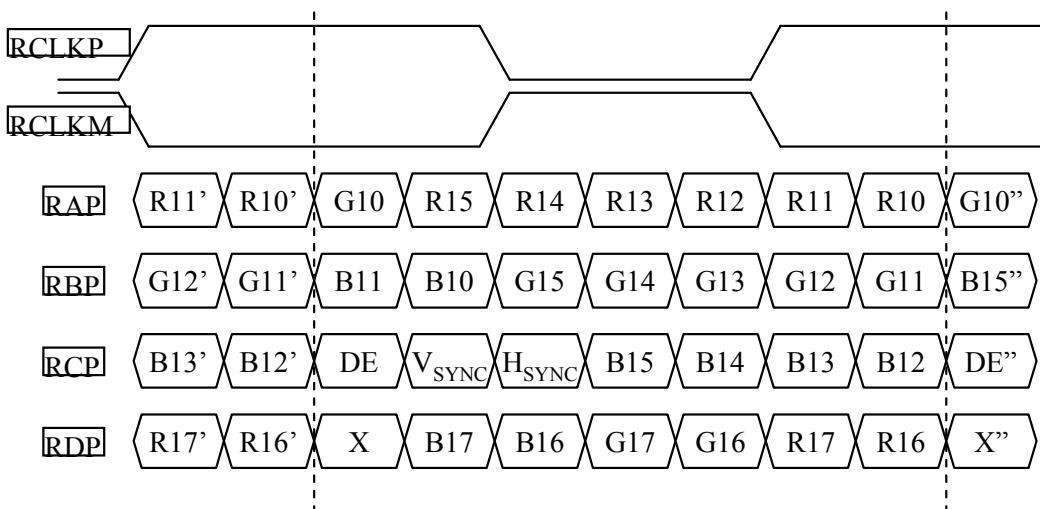 RCLKP
RCLKM
RAP R11’ R10’ G10 R15 R14 R13 R12 R11 R10 G10”
RBP G12’ G11’ B11 B10 G15 G14 G13 G12 G11 B15”
RCP B13’ B12’ DE VSYNC HSYNC B15 B14 B13 B12 DE”
RDP R17’ R16’ X B17 B16 G17 G16 R17 R16 X”